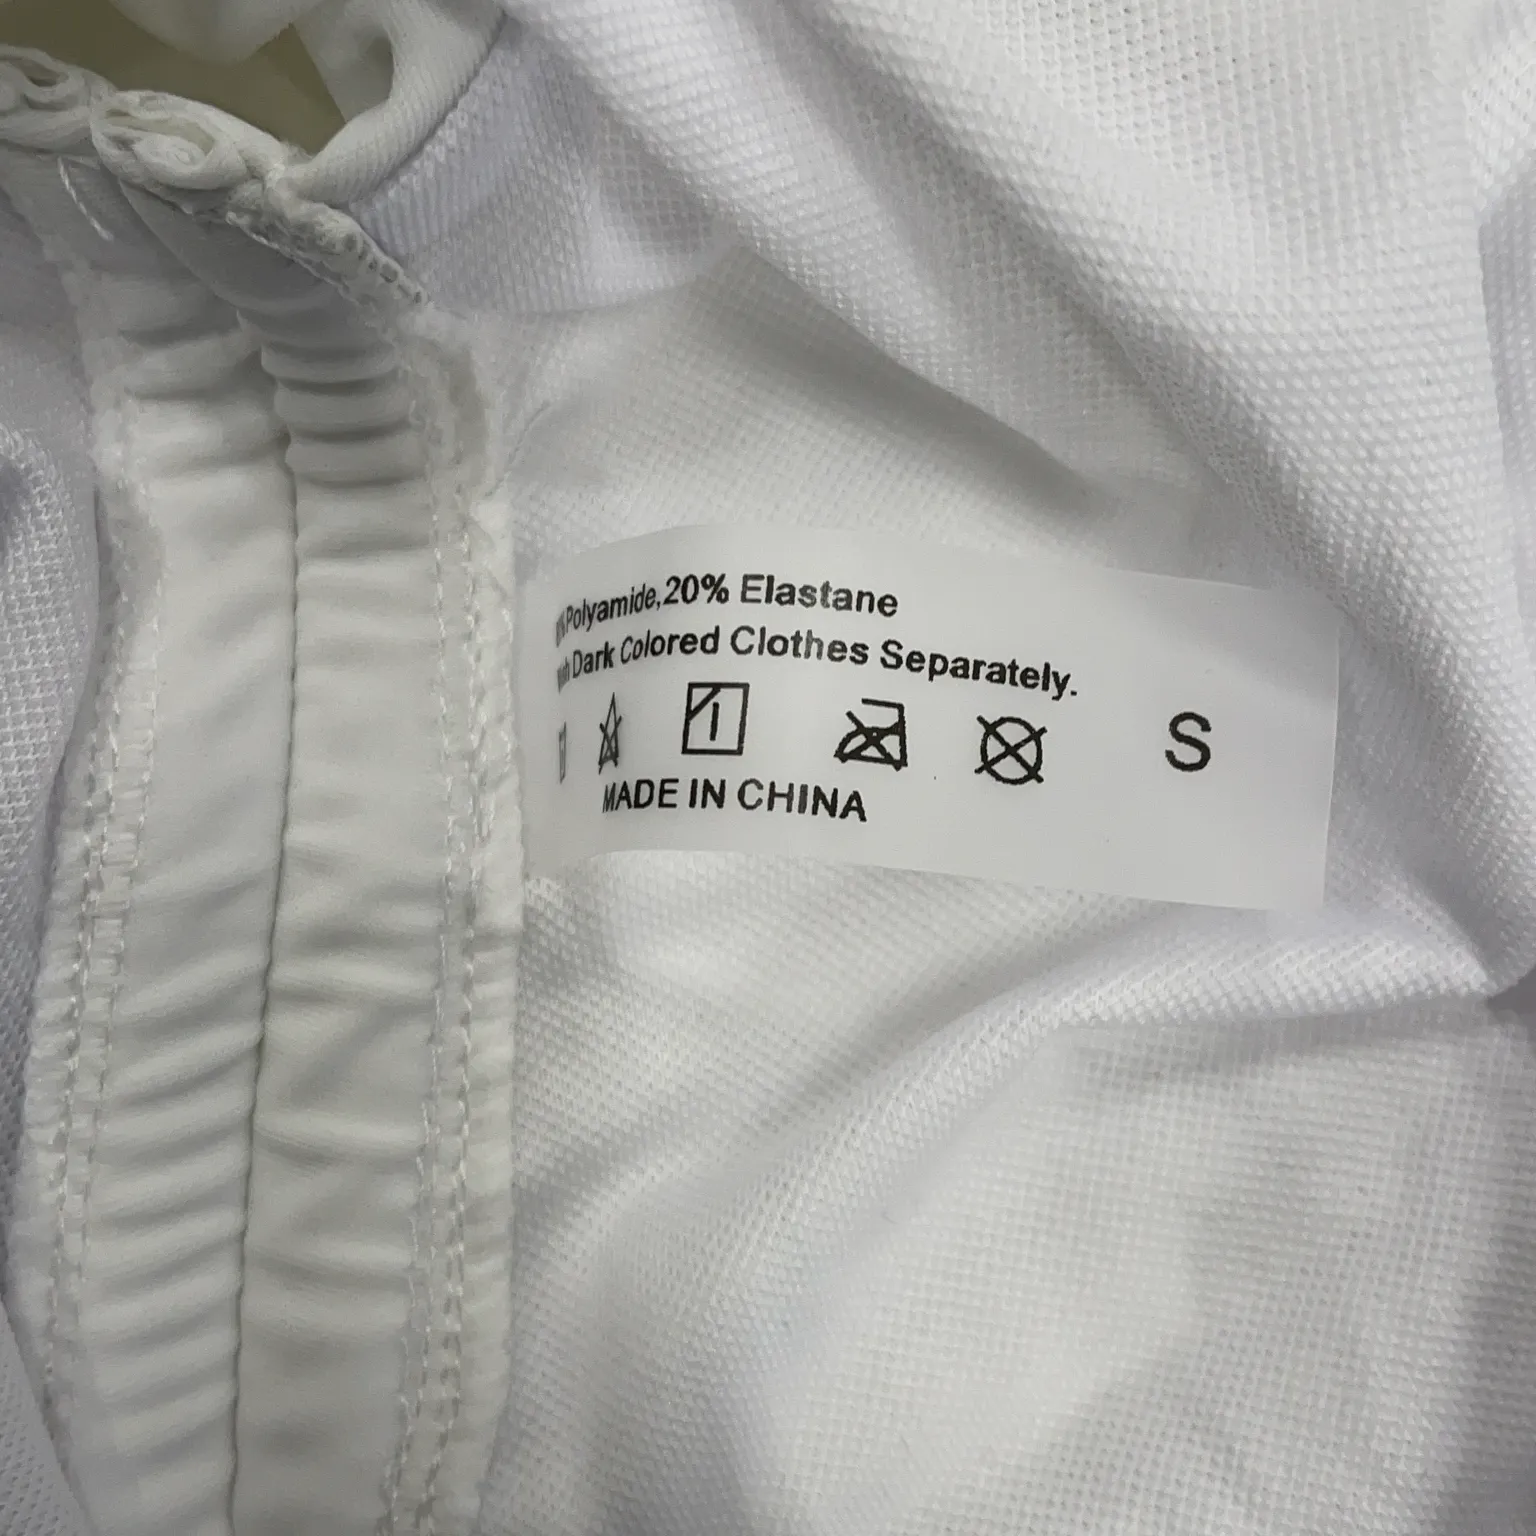 Polyamide,20% Elastane
Dark Colored Clothes Separately.
S
MADE IN CHINA